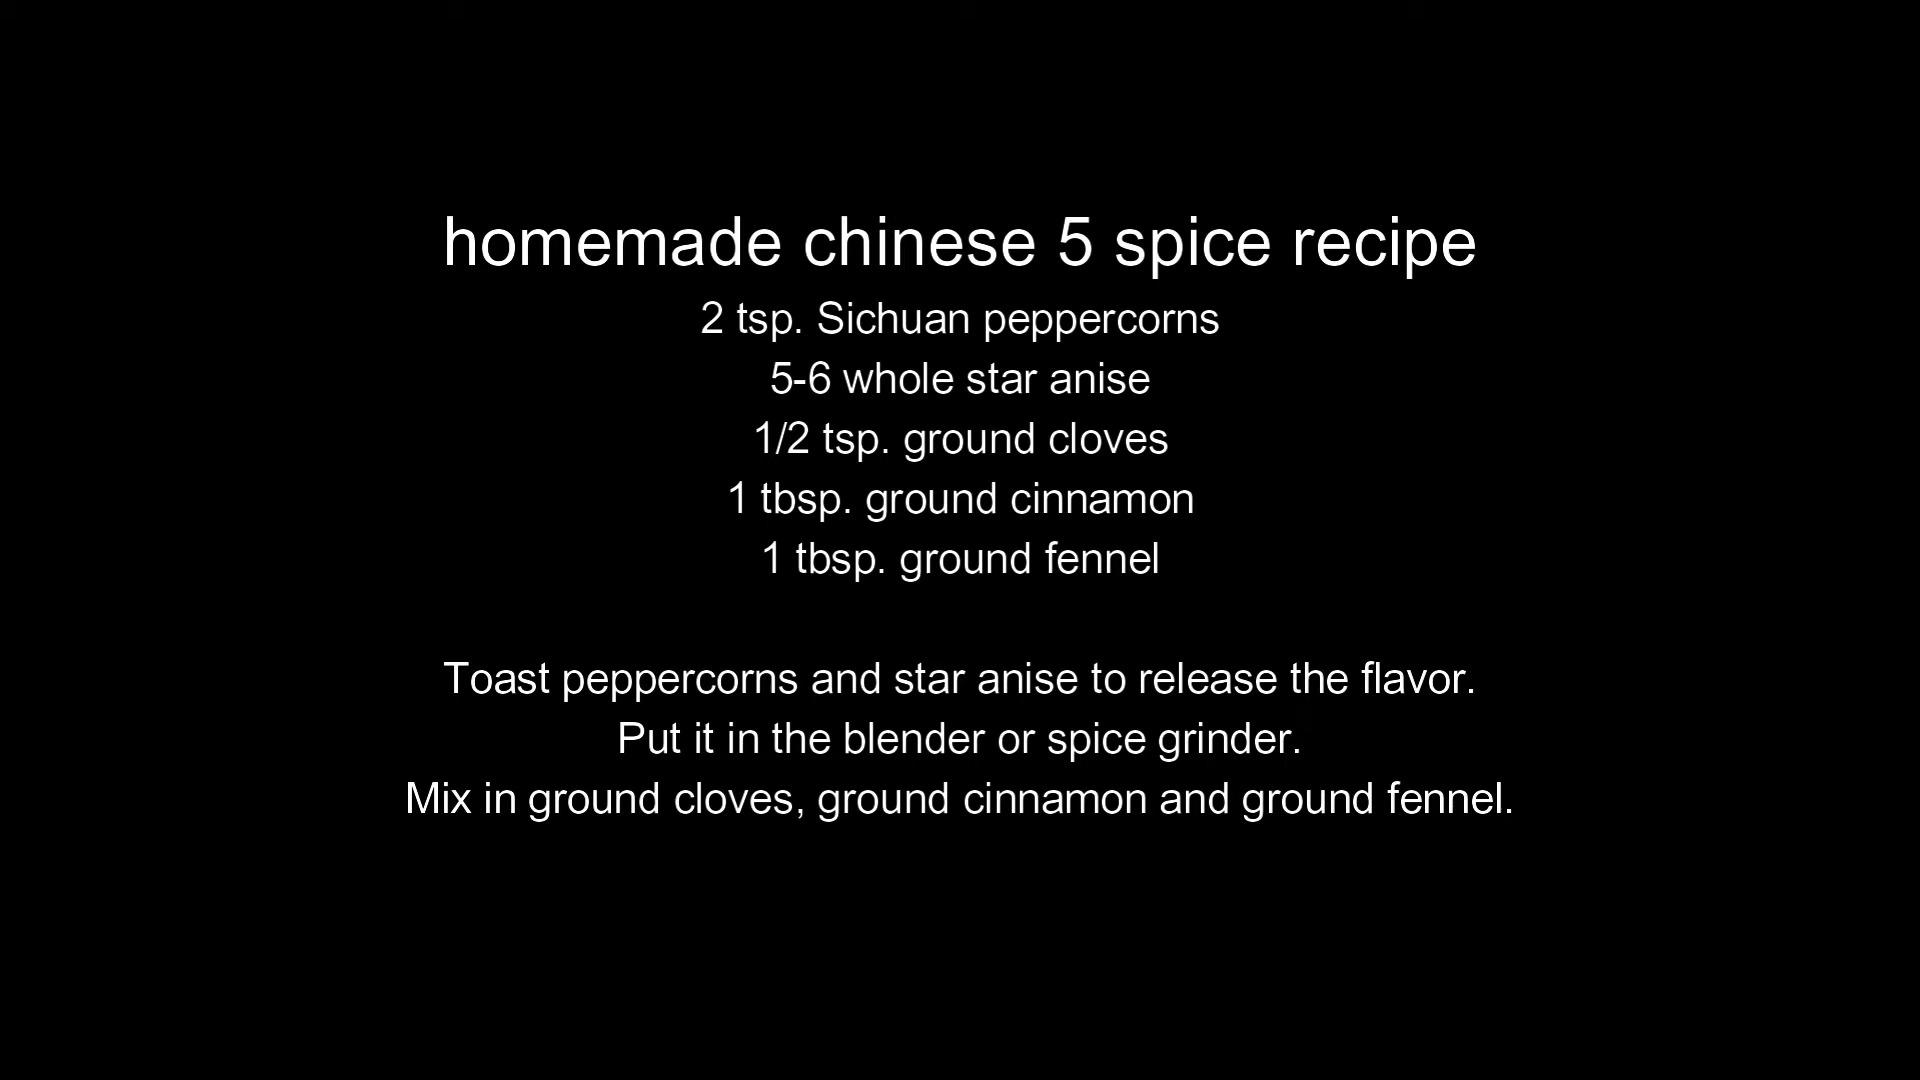 homemade chinese 5 spice recipe
2 tsp. Sichuan peppercorns
5-6 whole star anise
1/2 tsp. ground cloves
1 tbsp. ground cinnamon
1 tbsp. ground fennel
Toast peppercorns and star anise to release the flavor.
Put it in the blender or spice grinder.
Mix in ground cloves, ground cinnamon and ground fennel.